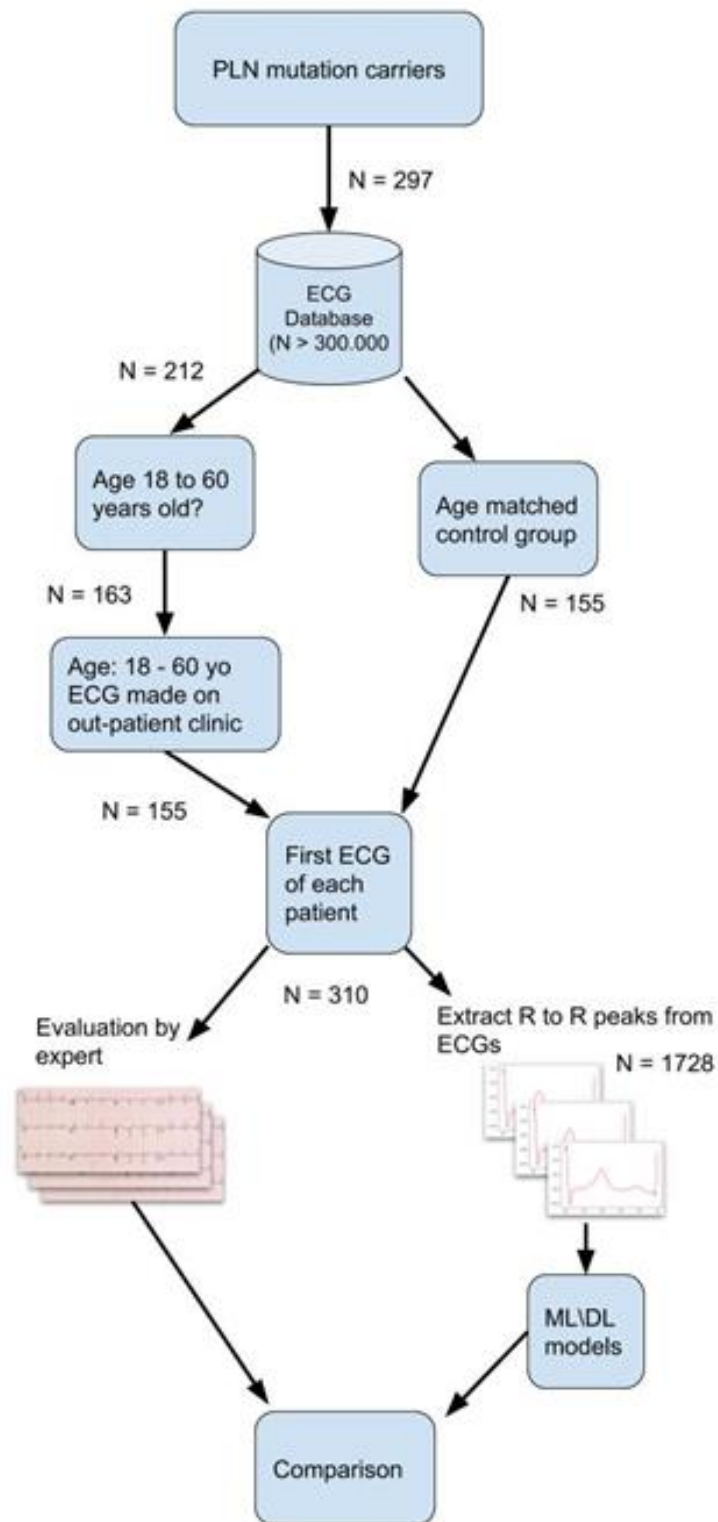 PLN mutation carriers
N = 297
ECG
Database
(N > 300.000
N = 212
Age 18 to 60
years old?
Age matched
control group
N = 163
N = 155
Age: 18 - 60 yo
ECG made on
out-patient clinic
N = 155
First ECG
of each
patient
N = 310
Evaluation by
expert
Extract R to R peaks from
ECGs
N = 1728
ML\DL
models
Comparison